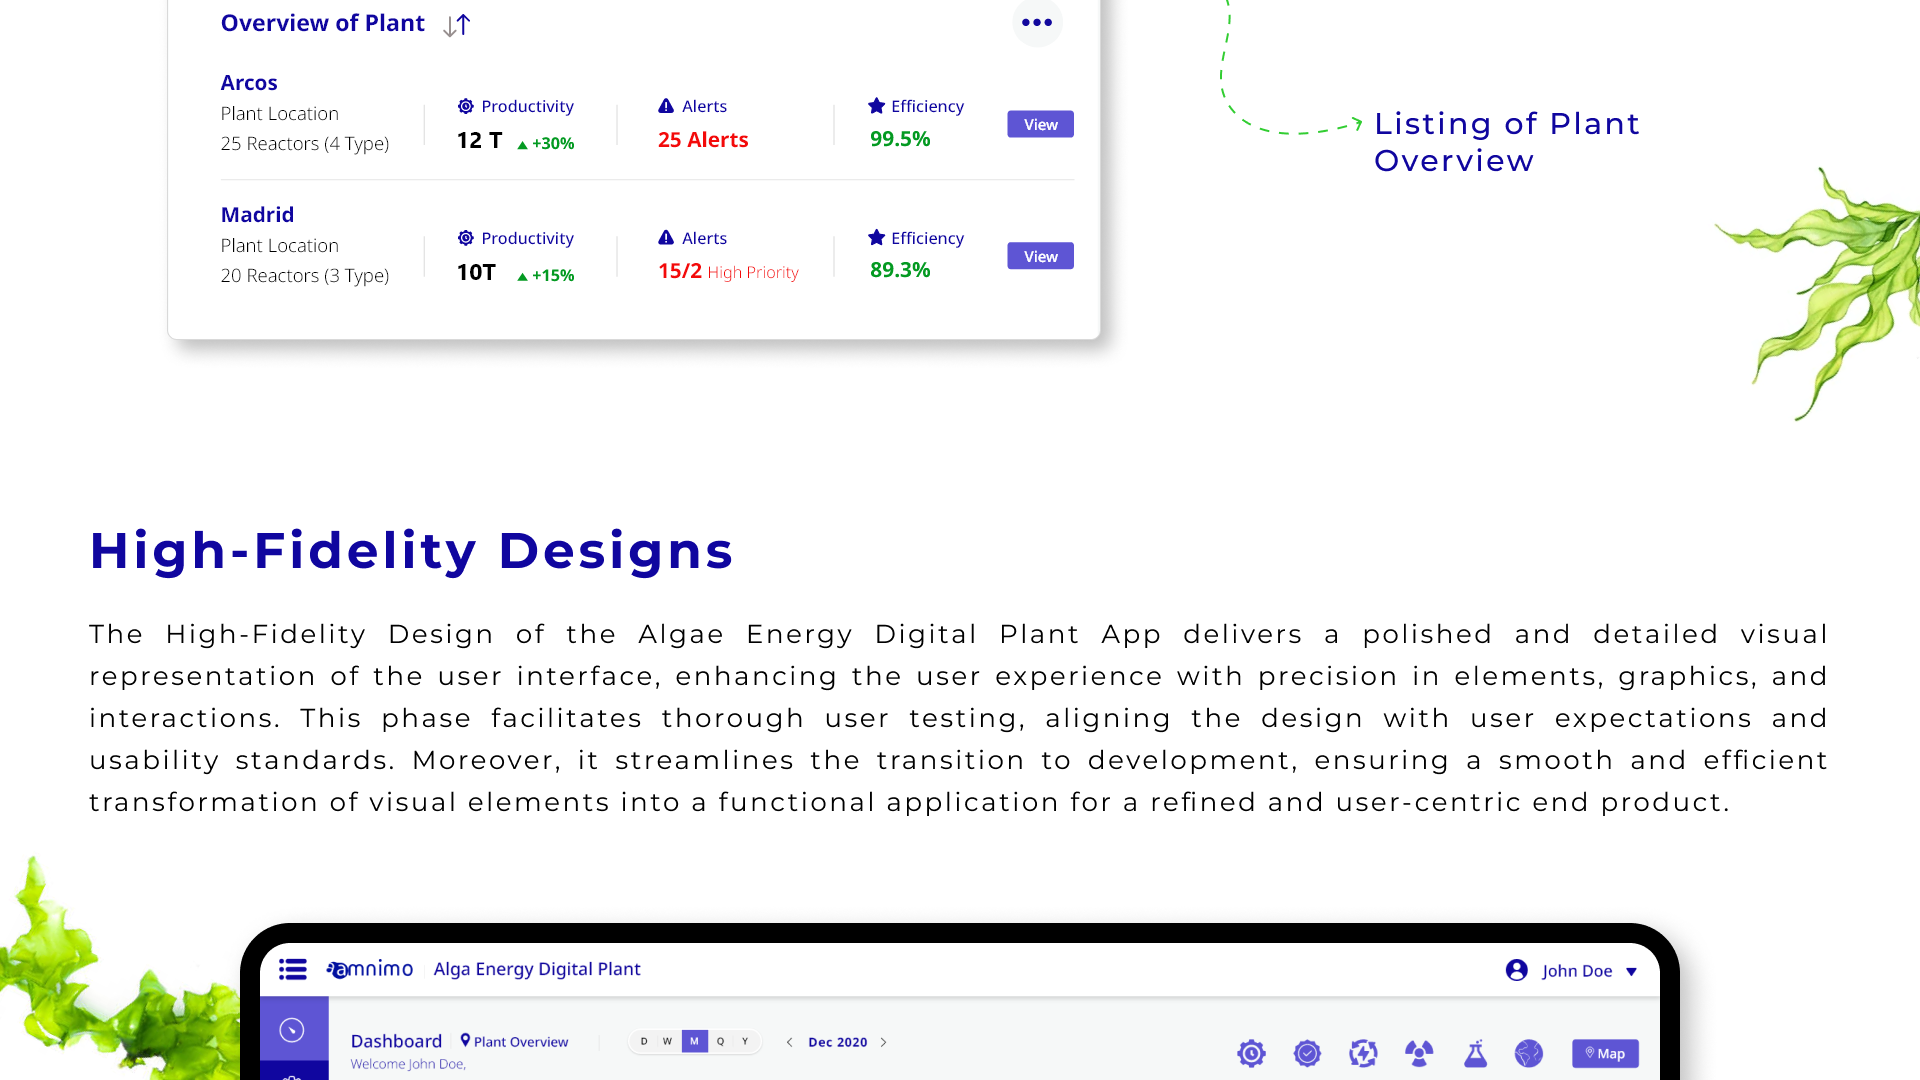 Overview of Plant
Arcos
Plant Location
25 Reactors (4 Type)
Productivity
12 T +30%
Alerts
25 Alerts
Efficiency
99.5%
View
Listing of Plant
Overview
Madrid
Plant Location
20 Reactors (3 Type)
Productivity
10T +15%
Alerts
15/2 High Priority
Efficiency
89.3%
View
High-Fidelity Designs
The High-Fidelity Design of the Algae Energy Digital Plant App delivers a polished and detailed visual
representation of the user interface, enhancing the user experience with precision in elements, graphics, and
interactions. This phase facilitates thorough user testing, aligning the design with user expectations and
usability standards. Moreover, it streamlines the transition to development, ensuring a smooth and efficient
transformation of visual elements into a functional application for a refined and user-centric end product.
amnimo Alga Energy Digital Plant
John Doe
Dashboard Plant Overview
D W M Q Y
Dec 2020
Map
Welcome John Doe,